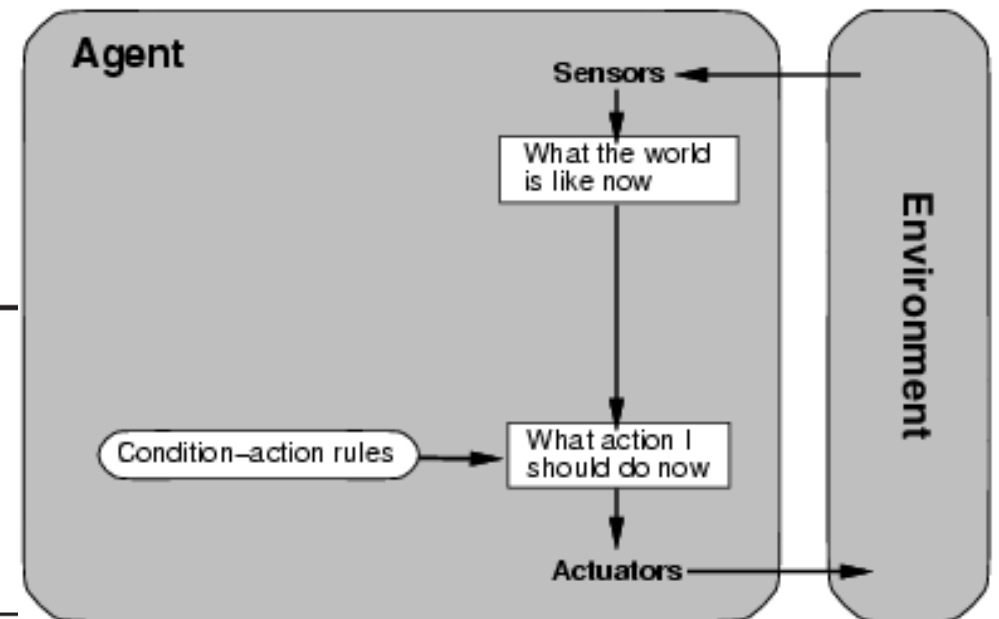 Agent
Sensors
What the world
is like now
Environment
Condition–action rules
What action I
should do now
Actuators